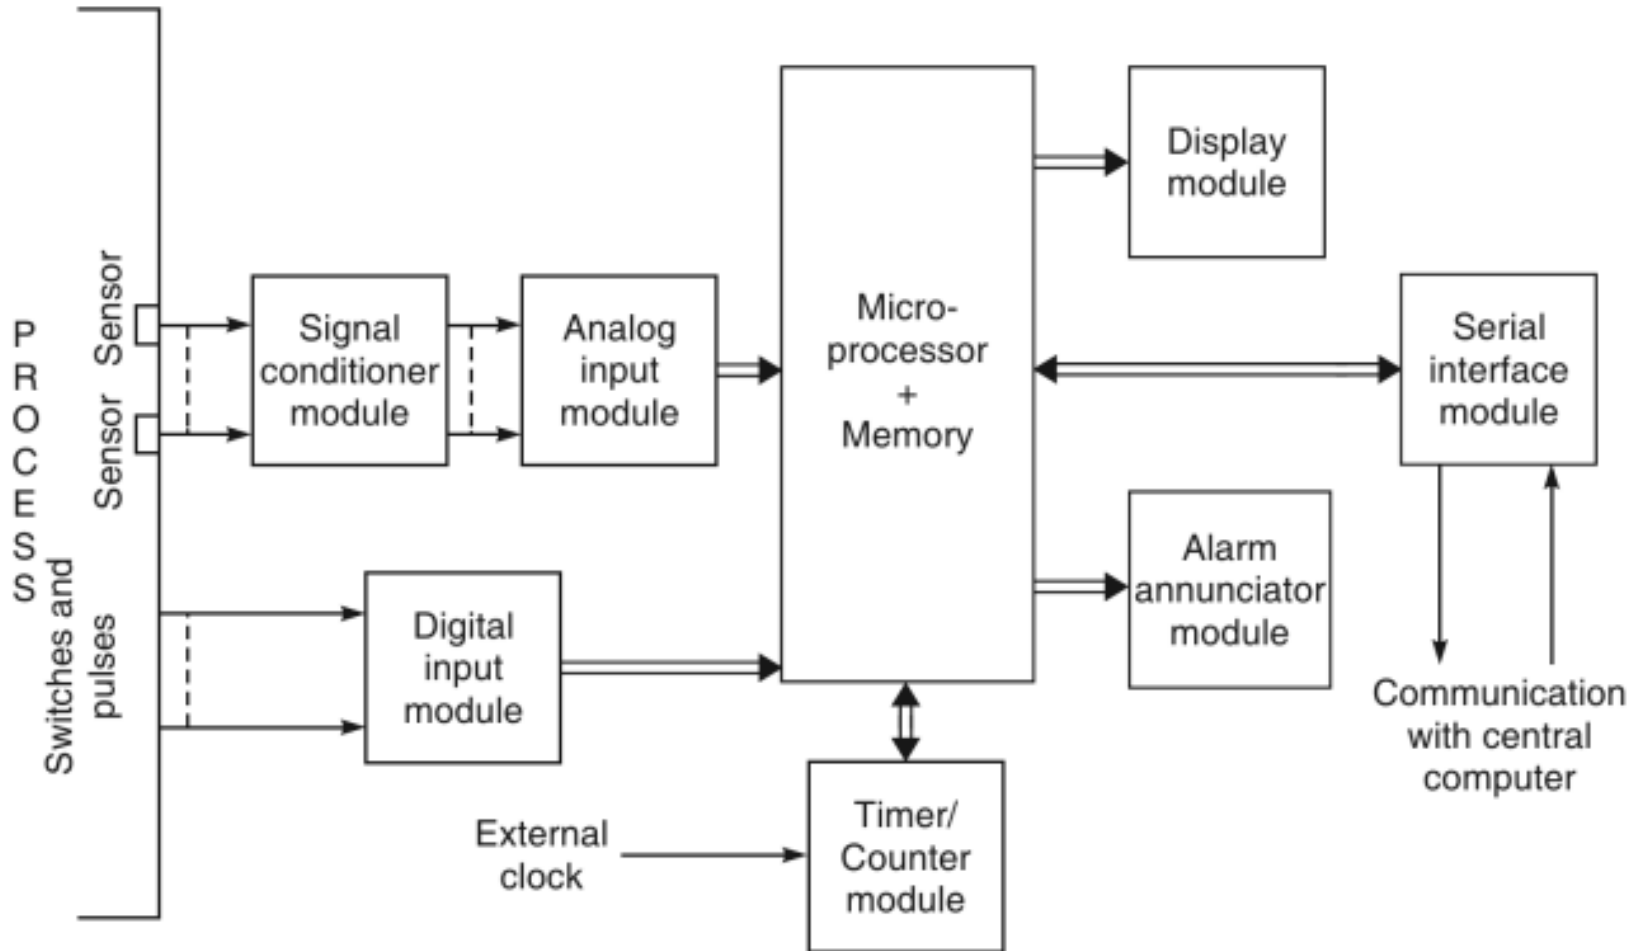 PROCESS
Sensor
Sensor
Switches and
pulses
Signal
conditioner
module
Analog
input
module
Digital
input
module
External
clock
Micro-
processor
+
Memory
Timer/
Counter
module
Display
module
Serial
interface
module
Alarm
annunciator
module
Communication
with central
computer